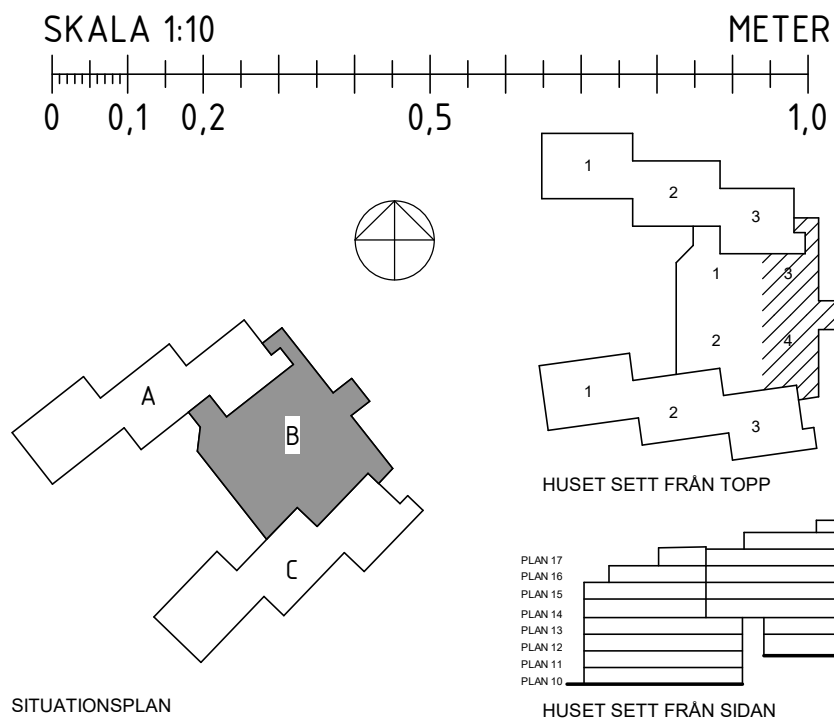 SKALA 1:10 METER
0 0,1 0,2 0,5 1,0
1
2
3
1 3
2 4
1
2
3
HUSET SETT FRÅN TOPP
A
B
C
SITUATIONSPLAN
PLAN 17
PLAN 16
PLAN 15
PLAN 14
PLAN 13
PLAN 12
PLAN 11
PLAN 10
HUSET SETT FRÅN SIDAN